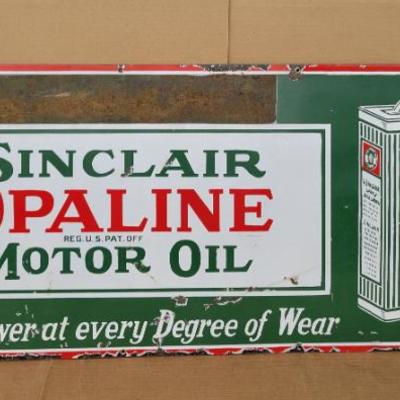 SINCLAIR
OPALINE
REG. U.S. PAT. OFF
MOTOR OIL
wer at every Degree of Wear